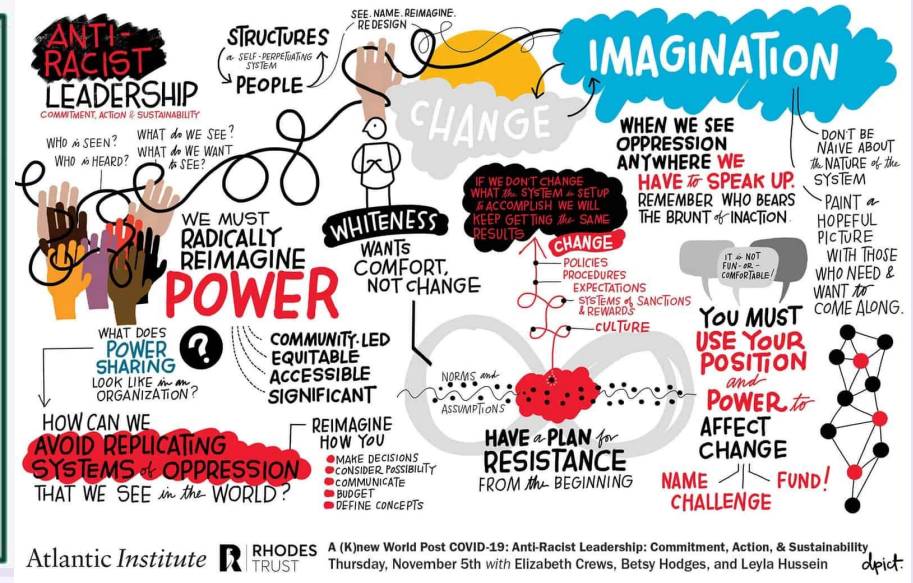 ANTI-
RACIST
LEADERSHIP
COMMITMENT, ACTION & SUSTAINABILITY
STRUCTURES
a SELF-PERPETUATING
SYSTEM
PEOPLE
SEE. NAME. REIMAGINE.
REDESIGN
CHANGE
IMAGINATION
WHO is SEEN?
WHO is HEARD?
WHAT do WE SEE?
WHAT do WE WANT
to SEE?
WE MUST
RADICALLY
REIMAGINE
POWER
COMMUNITY-LED
EQUITABLE
ACCESSIBLE
SIGNIFICANT
WHAT DOES
POWER
SHARING
LOOK LIKE in an
ORGANIZATION?
?
HOW CAN WE
AVOID REPLICATING
SYSTEMS of OPPRESSION
THAT WE SEE in the WORLD?
REIMAGINE
HOW YOU
MAKE DECISIONS
CONSIDER POSSIBILITY
COMMUNICATE
BUDGET
DEFINE CONCEPTS
WHITENESS
WANTS
COMFORT,
NOT CHANGE
IF WE DON'T CHANGE
WHAT the SYSTEM is SETUP
to ACCOMPLISH WE WILL
KEEP GETTING the SAME
RESULTS
CHANGE
POLICIES
PROCEDURES
EXPECTATIONS
SYSTEMS of SANCTIONS
& REWARDS
CULTURE
NORMS and
ASSUMPTIONS
HAVE a PLAN for
RESISTANCE
FROM the BEGINNING
WHEN WE SEE
OPPRESSION
ANYWHERE WE
HAVE to SPEAK UP.
REMEMBER WHO BEARS
THE BRUNT of INACTION.
DON'T BE
NAIVE ABOUT
the NATURE of the
SYSTEM
PAINT a
HOPEFUL
PICTURE
WITH THOSE
WHO NEED &
WANT to
COME ALONG.
IT is NOT
FUN-OR-
COMFORTABLE!
YOU MUST
USE YOUR
POSITION
and
POWER to
AFFECT
CHANGE
NAME
CHALLENGE
FUND!
Atlantic Institute
R
RHODES
TRUST
A (K)new World Post COVID-19: Anti-Racist Leadership: Commitment, Action, & Sustainability
Thursday, November 5th with Elizabeth Crews, Betsy Hodges, and Leyla Hussein
dpict.